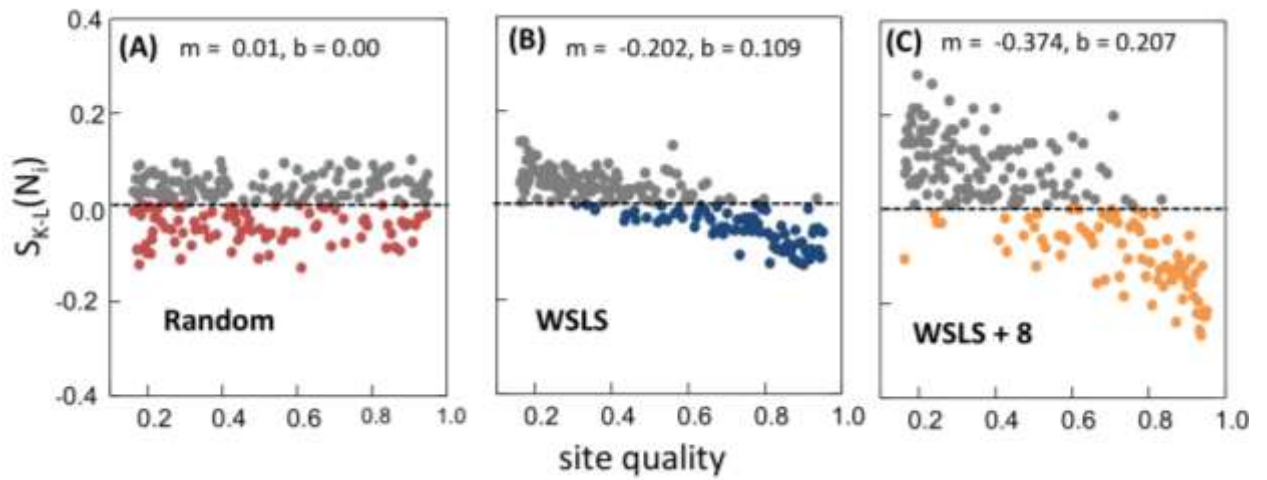 0.4
0.2
0.0
-0.2
-0.4
S_K-L(N_i)
(A) m = 0.01, b = 0.00
Random
0.2 0.4 0.6 0.8 1.0
(B) m = -0.202, b = 0.109
WSLS
0.2 0.4 0.6 0.8 1.0
(C) m = -0.374, b = 0.207
WSLS + 8
0.2 0.4 0.6 0.8 1.0
site quality